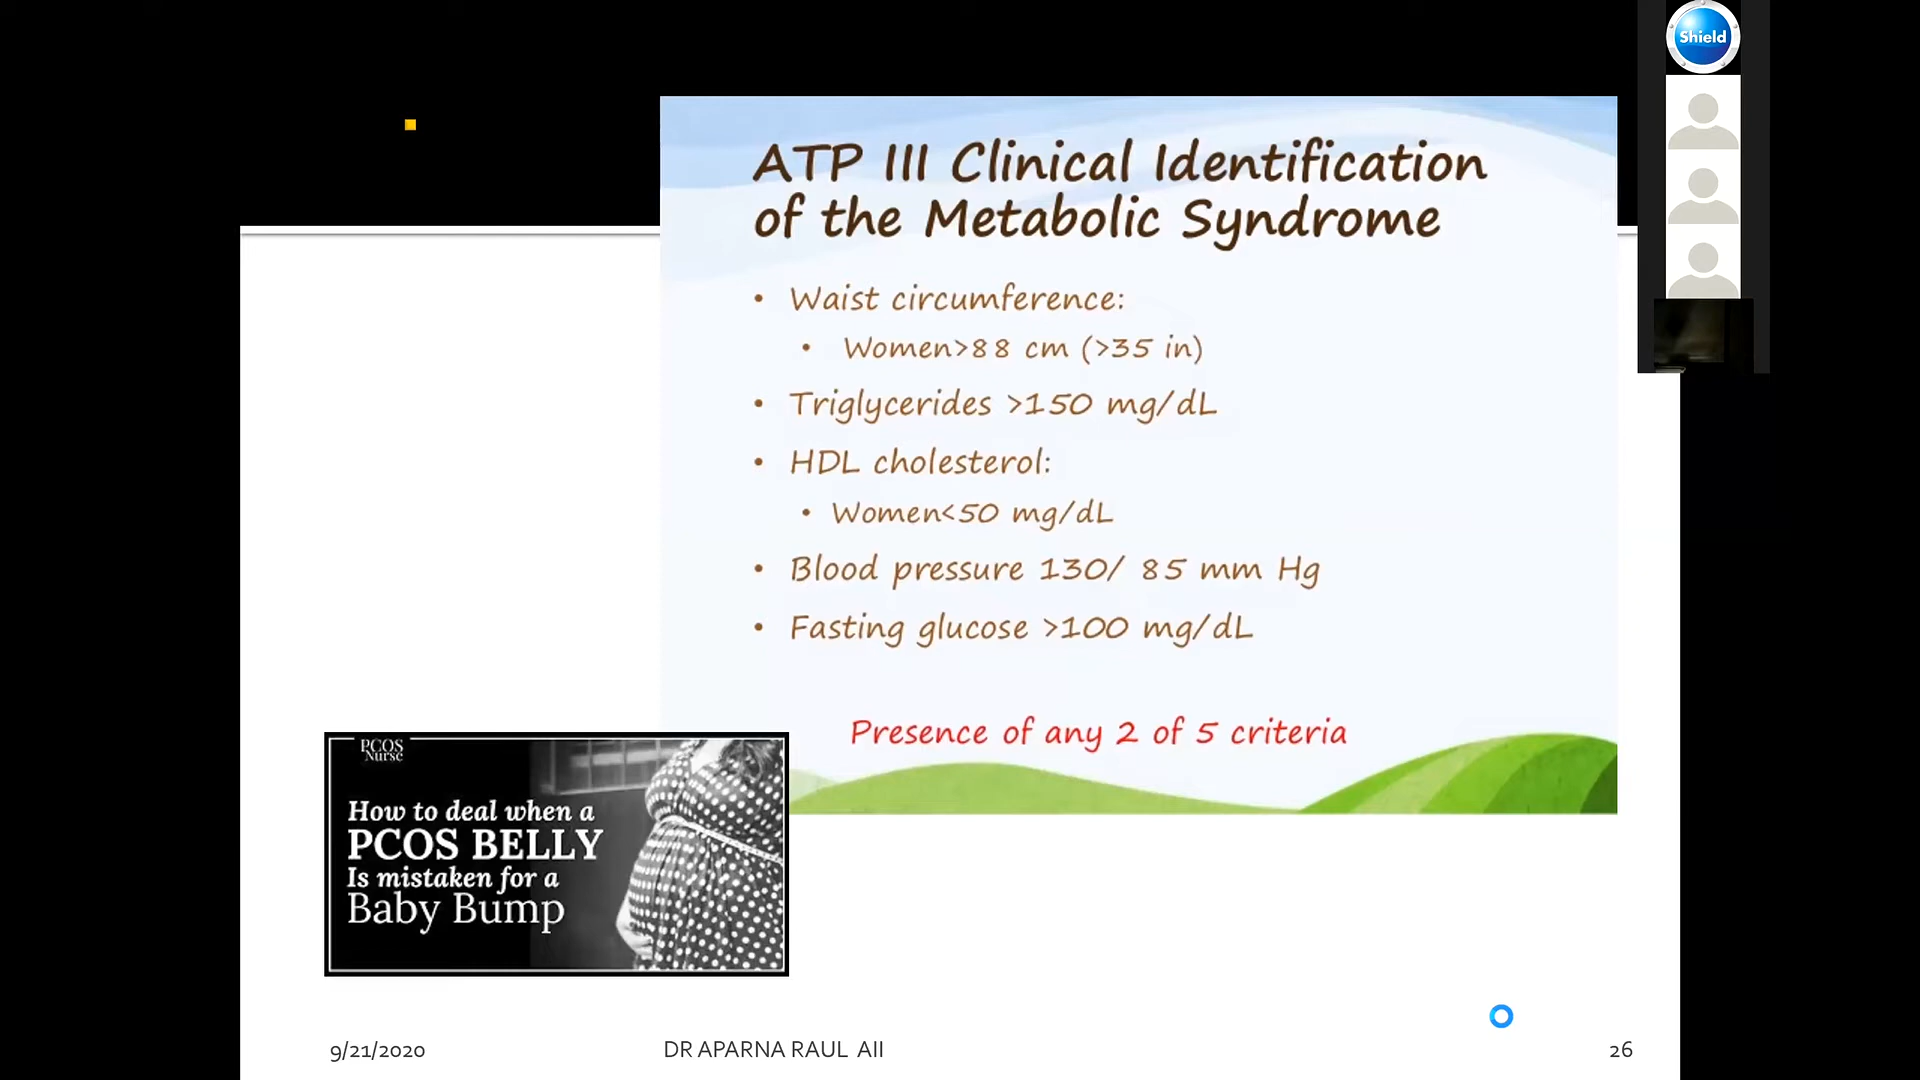 Shield
ATP III Clinical Identification
of the Metabolic Syndrome
• Waist circumference:
• Women>88 cm (>35 in)
• Triglycerides >150 mg/dL
• HDL cholesterol:
• Women<50 mg/dL
• Blood pressure 130/ 85 mm Hg
• Fasting glucose >100 mg/dL
Presence of any 2 of 5 criteria
PCOS
Nurse
How to deal when a
PCOS BELLY
Is mistaken for a
Baby Bump
9/21/2020
DR APARNA RAUL AII
26